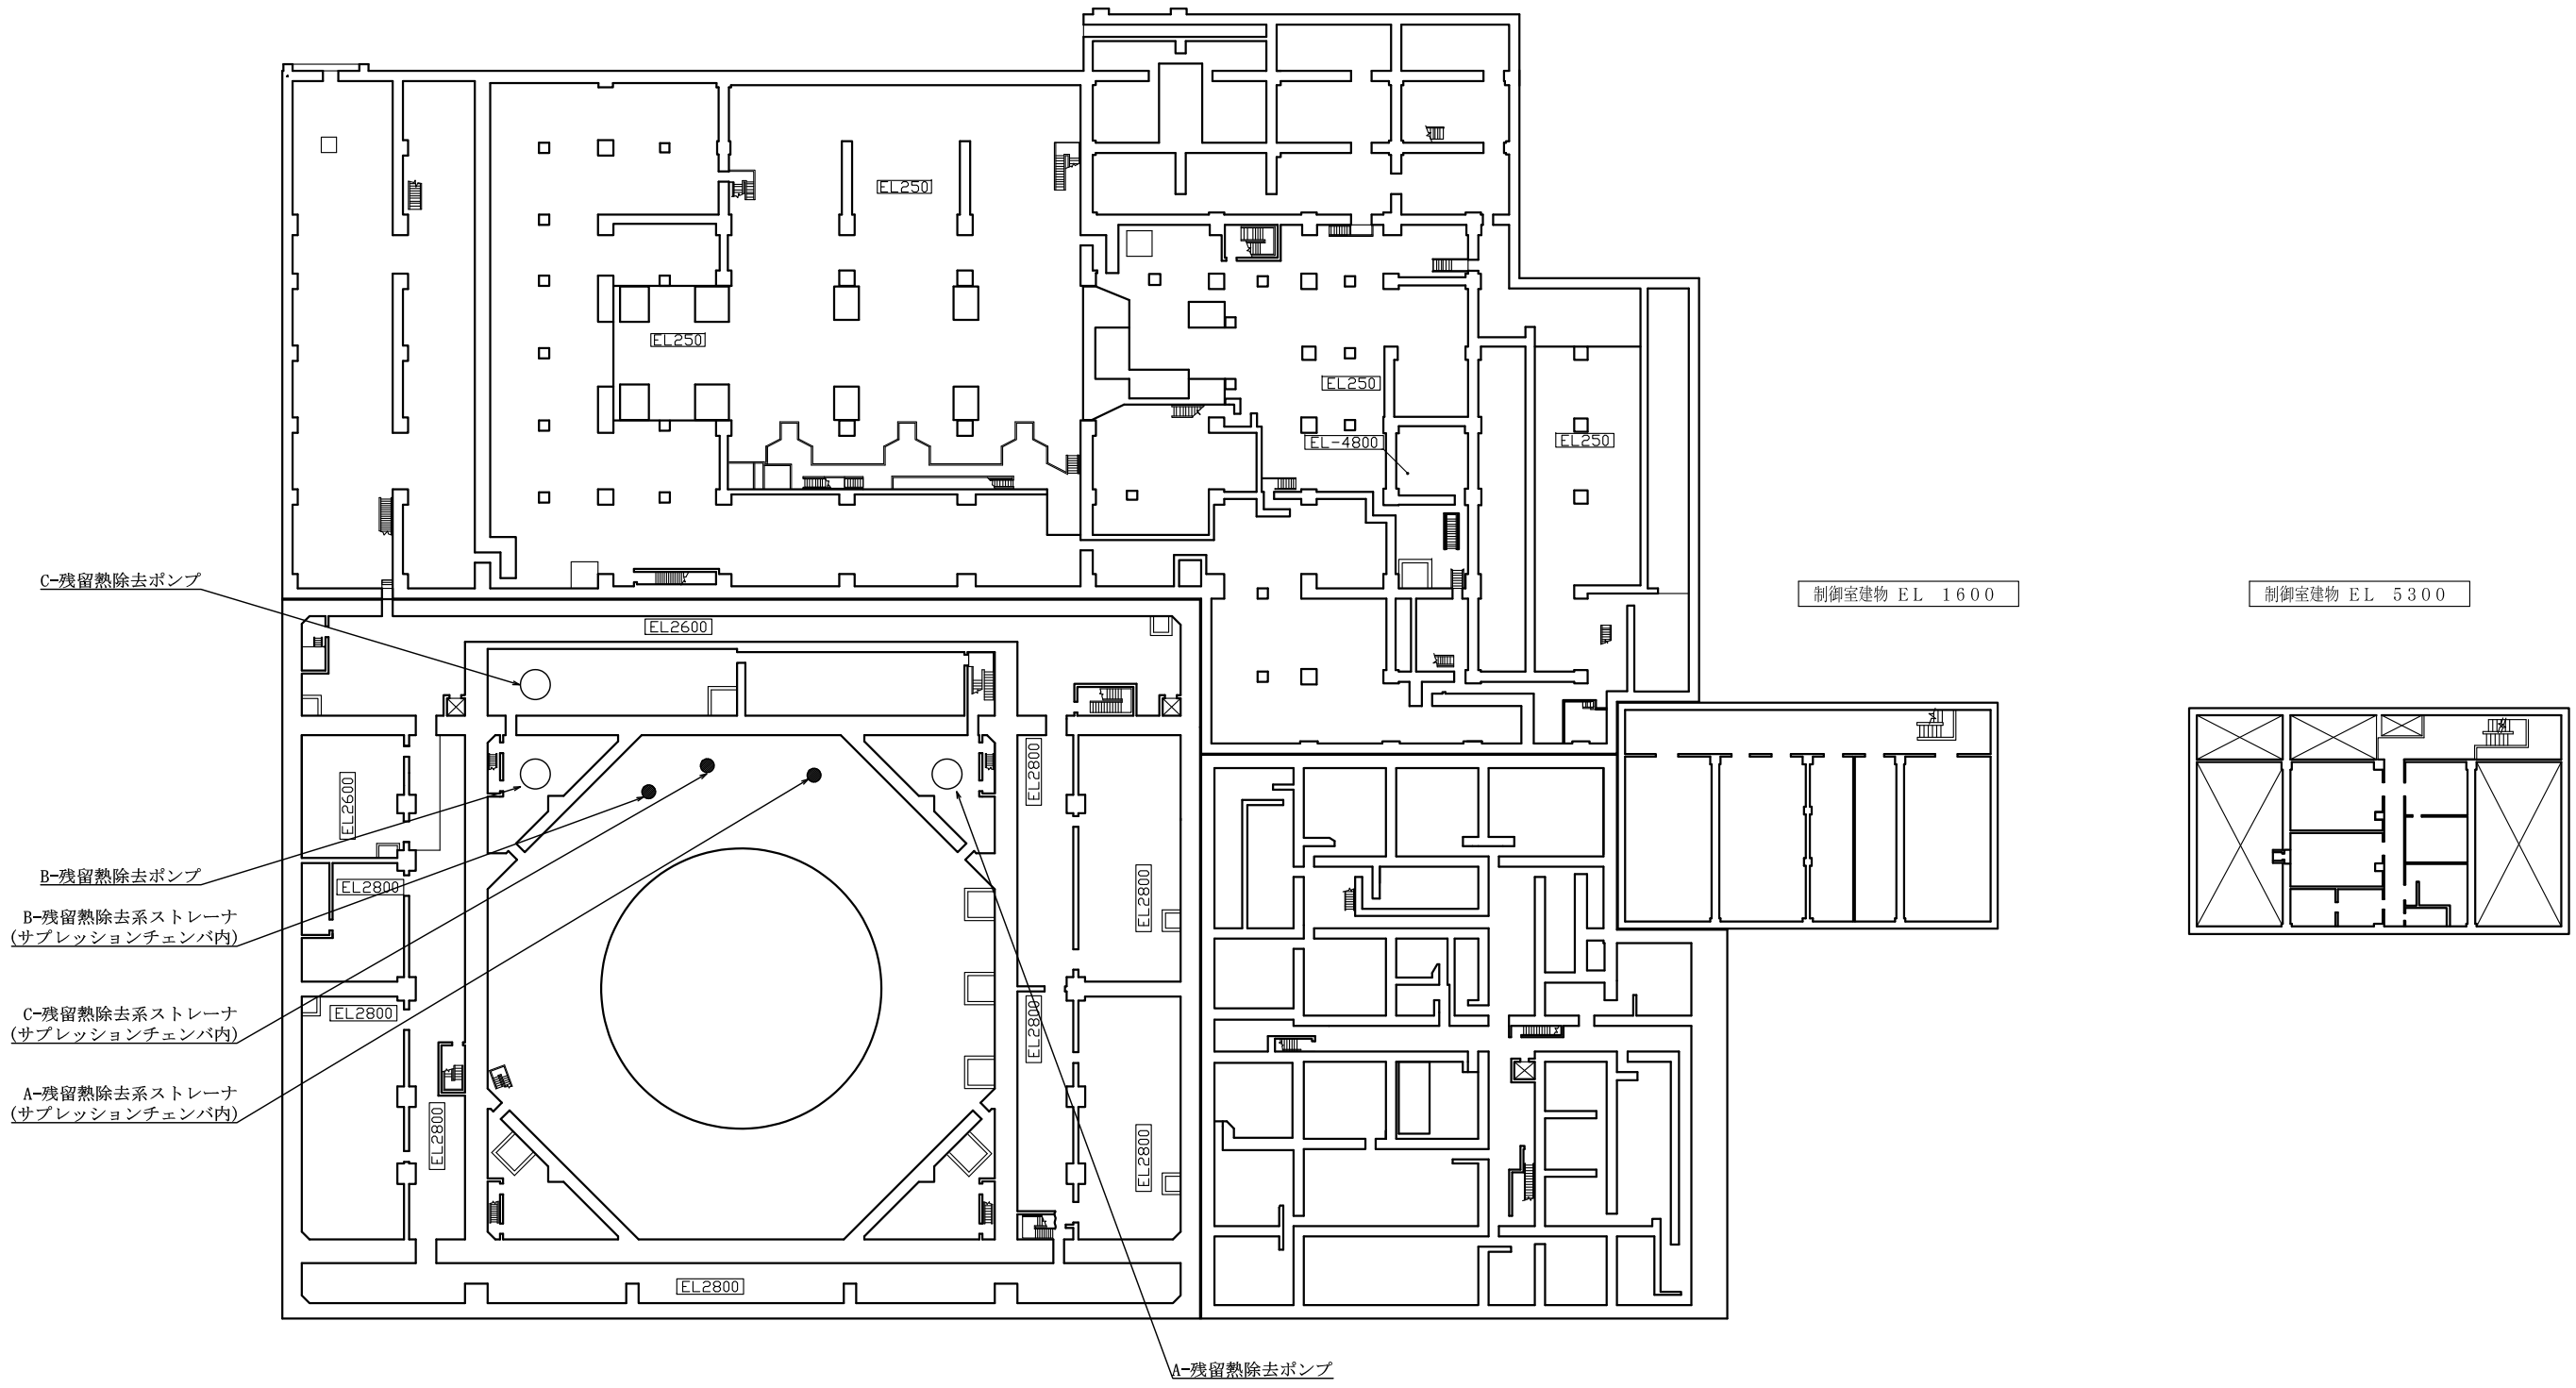 EL250
EL250
EL250
EL-4800
EL250
C-残留熱除去ポンプ
制御室建物 EL 1600
制御室建物 EL 5300
EL2600
EL2800
EL2600
B-残留熱除去ポンプ
EL2800
EL2800
B-残留熱除去系ストレーナ
(サプレッションチェンバ内)
C-残留熱除去系ストレーナ
(サプレッションチェンバ内)
EL2800
EL2800
A-残留熱除去系ストレーナ
(サプレッションチェンバ内)
EL2800
EL2800
EL2800
A-残留熱除去ポンプ